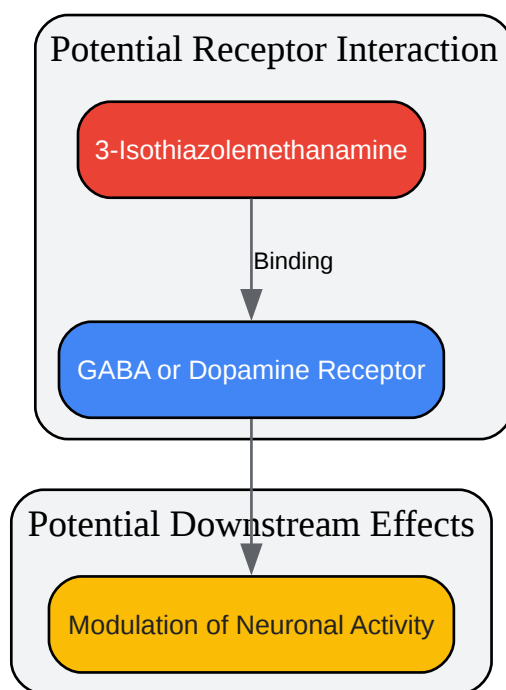 Potential Receptor Interaction
3-Isothiazolemethanamine
Binding
GABA or Dopamine Receptor
Potential Downstream Effects
Modulation of Neuronal Activity